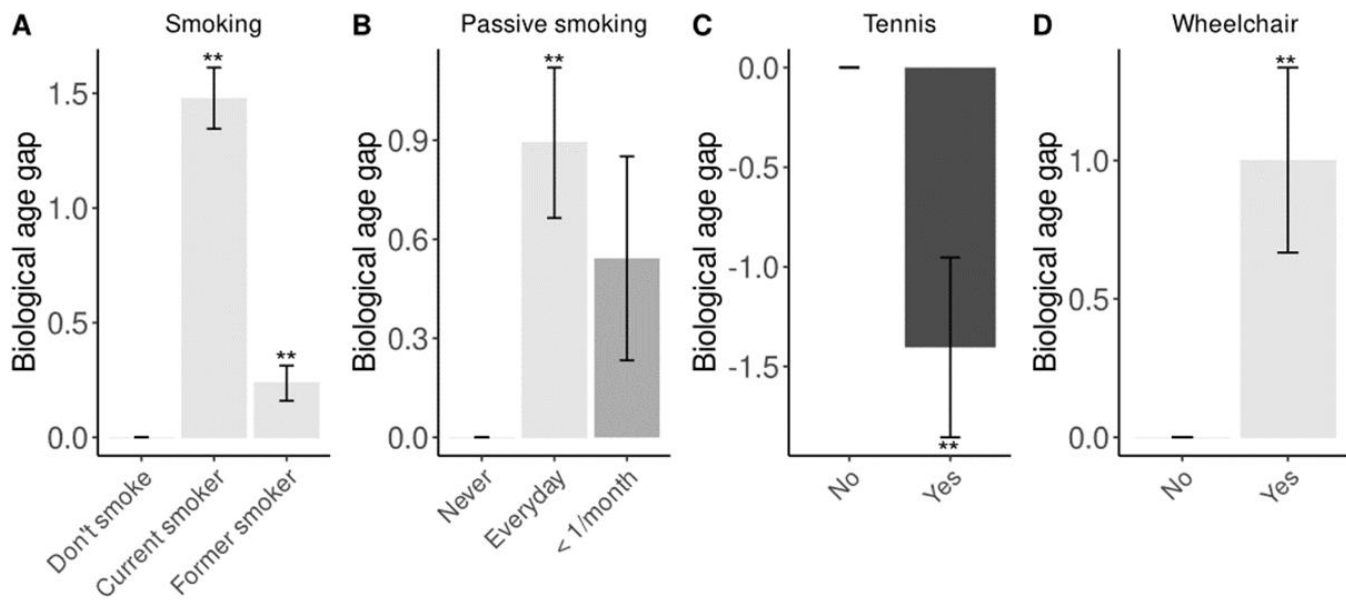 A Smoking
Biological age gap
1.5
1.0
0.5
0.0
**
**
Don't smoke
Current smoker
Former smoker
B Passive smoking
Biological age gap
0.9
0.6
0.3
0.0
**
Never
Everyday
< 1/month
C Tennis
Biological age gap
0.0
-0.5
-1.0
-1.5
**
No
Yes
D Wheelchair
Biological age gap
1.0
0.5
0.0
**
No
Yes